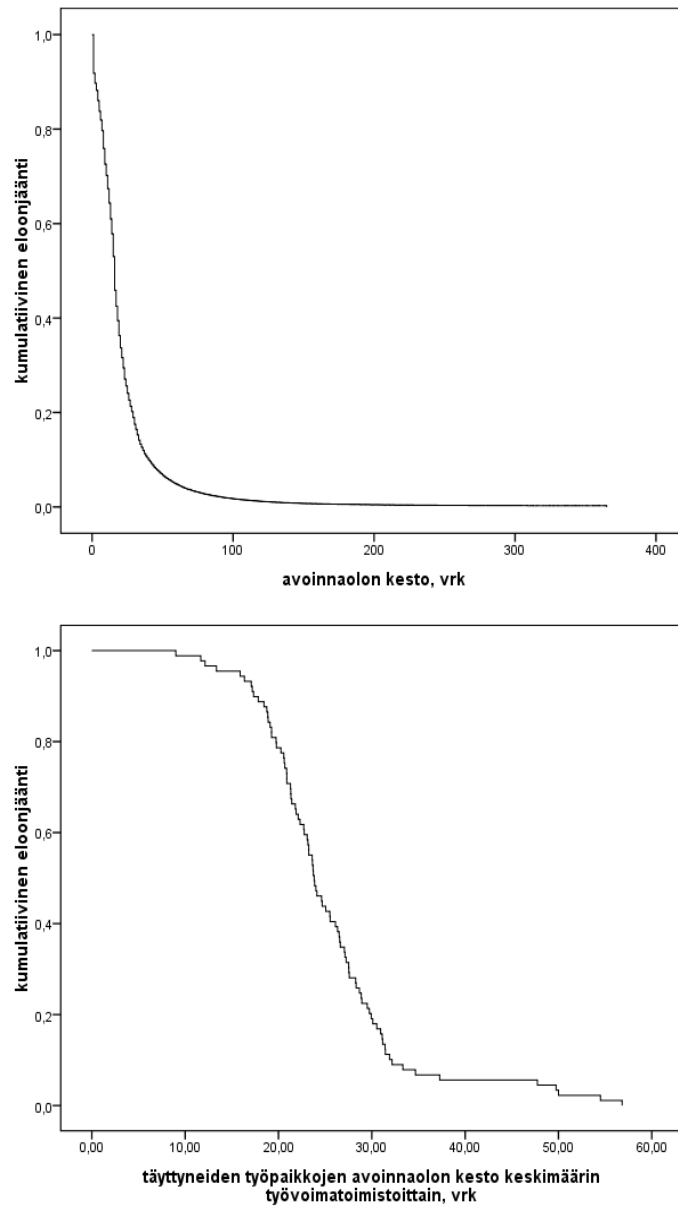 kumulatiivinen eloonjäänti
1,0
0,8
0,6
0,4
0,2
0,0
0 100 200 300 400
avoinnaolon kesto, vrk
kumulatiivinen eloonjäänti
1,0
0,8
0,6
0,4
0,2
0,0
0,00 10,00 20,00 30,00 40,00 50,00 60,00
täyttyneiden työpaikkojen avoinnaolon kesto keskimäärin
työvoimatoimistoittain, vrk